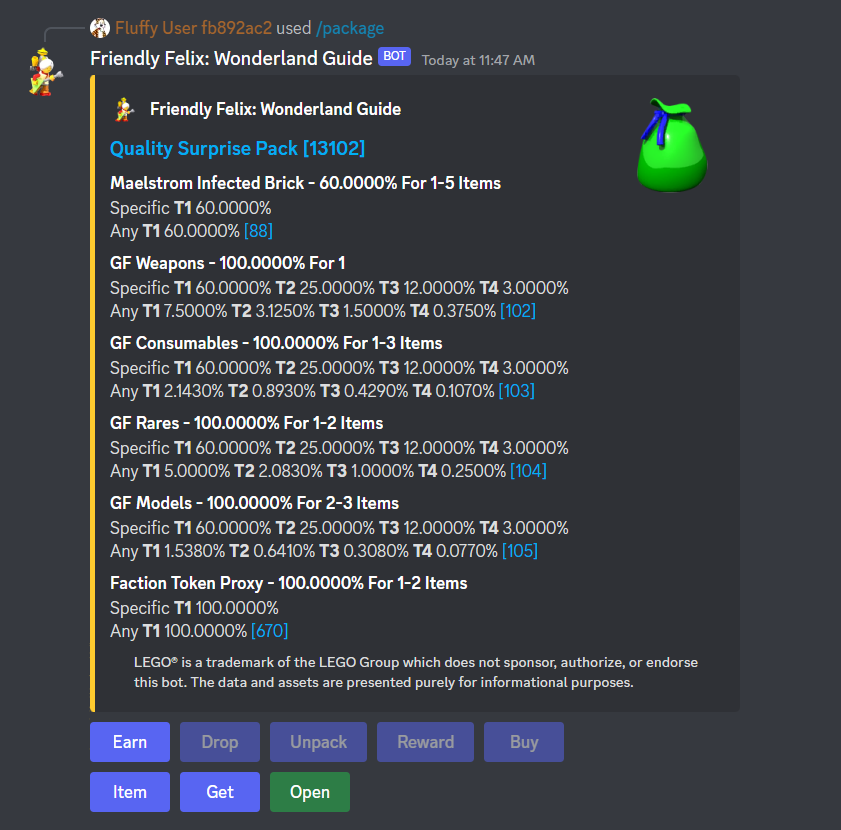 Fluffy User fb892ac2 used /package
Friendly Felix: Wonderland Guide BOT Today at 11:47 AM
Friendly Felix: Wonderland Guide
Quality Surprise Pack [13102]
Maelstrom Infected Brick - 60.0000% For 1-5 Items
Specific T1 60.0000%
Any T1 60.0000% [88]
GF Weapons - 100.0000% For 1
Specific T1 60.0000% T2 25.0000% T3 12.0000% T4 3.0000%
Any T1 7.5000% T2 3.1250% T3 1.5000% T4 0.3750% [102]
GF Consumables - 100.0000% For 1-3 Items
Specific T1 60.0000% T2 25.0000% T3 12.0000% T4 3.0000%
Any T1 2.1430% T2 0.8930% T3 0.4290% T4 0.1070% [103]
GF Rares - 100.0000% For 1-2 Items
Specific T1 60.0000% T2 25.0000% T3 12.0000% T4 3.0000%
Any T1 5.0000% T2 2.0830% T3 1.0000% T4 0.2500% [104]
GF Models - 100.0000% For 2-3 Items
Specific T1 60.0000% T2 25.0000% T3 12.0000% T4 3.0000%
Any T1 1.5380% T2 0.6410% T3 0.3080% T4 0.0770% [105]
Faction Token Proxy - 100.0000% For 1-2 Items
Specific T1 100.0000%
Any T1 100.0000% [670]
LEGO® is a trademark of the LEGO Group which does not sponsor, authorize, or endorse
this bot. The data and assets are presented purely for informational purposes.
Earn Drop Unpack Reward Buy
Item Get Open